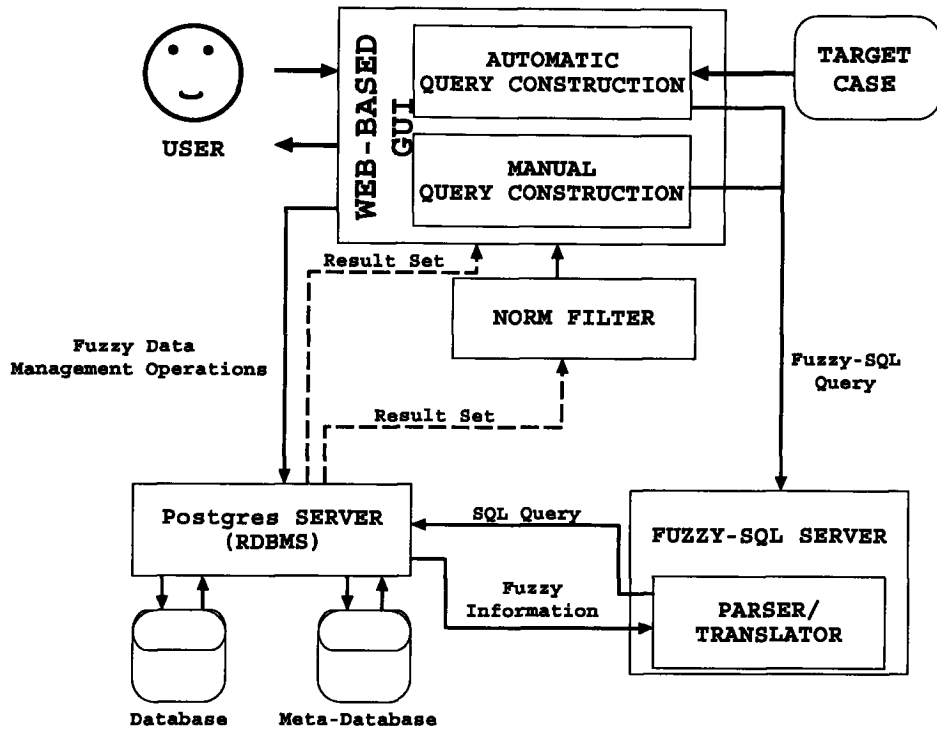 USER
WEB-BASED
GUI
AUTOMATIC
QUERY CONSTRUCTION
MANUAL
QUERY CONSTRUCTION
TARGET
CASE
Result Set
NORM FILTER
Fuzzy Data
Management Operations
Fuzzy-SQL
Query
Result Set
Postgres SERVER
(RDBMS)
SQL Query
FUZZY-SQL SERVER
Fuzzy
Information
PARSER/
TRANSLATOR
Database
Meta-Database